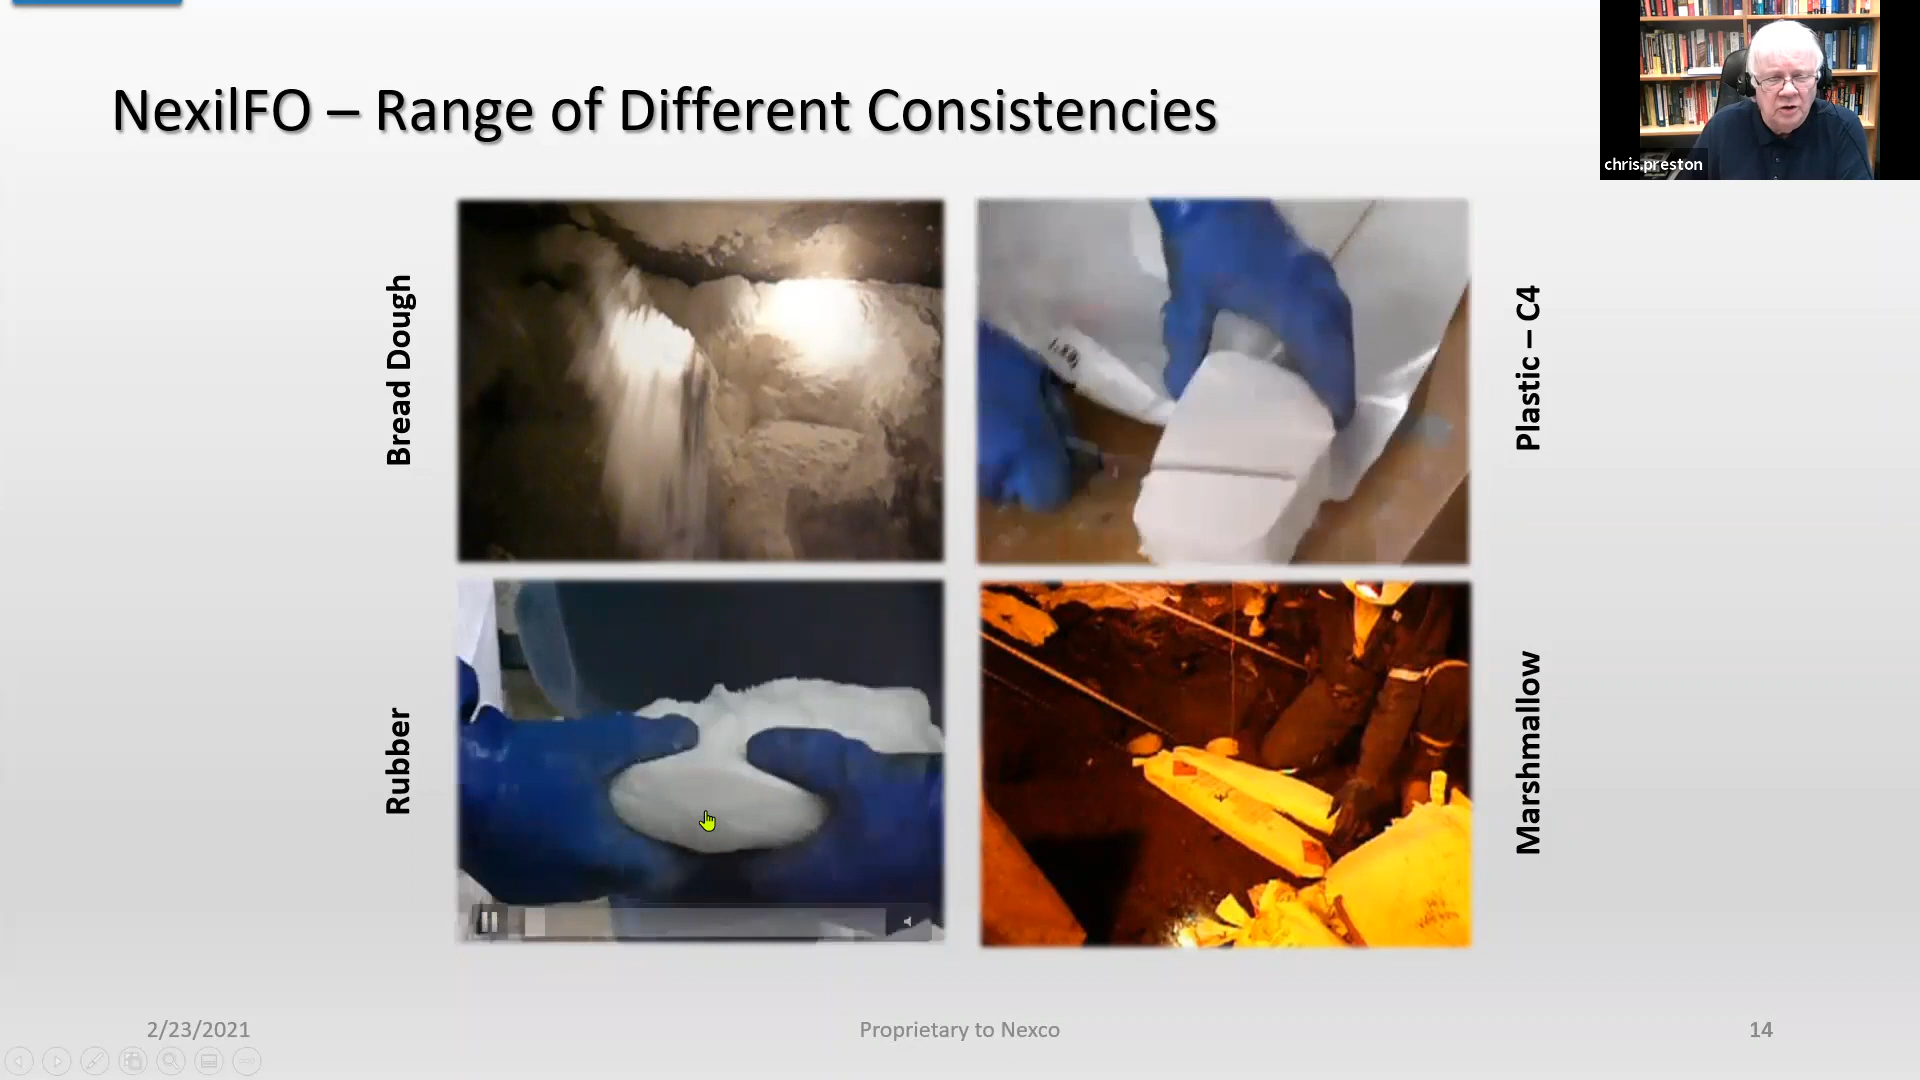 NexilFO – Range of Different Consistencies
chris.preston
Bread Dough
Plastic – C4
Rubber
Marshmallow
2/23/2021
Proprietary to Nexco
14